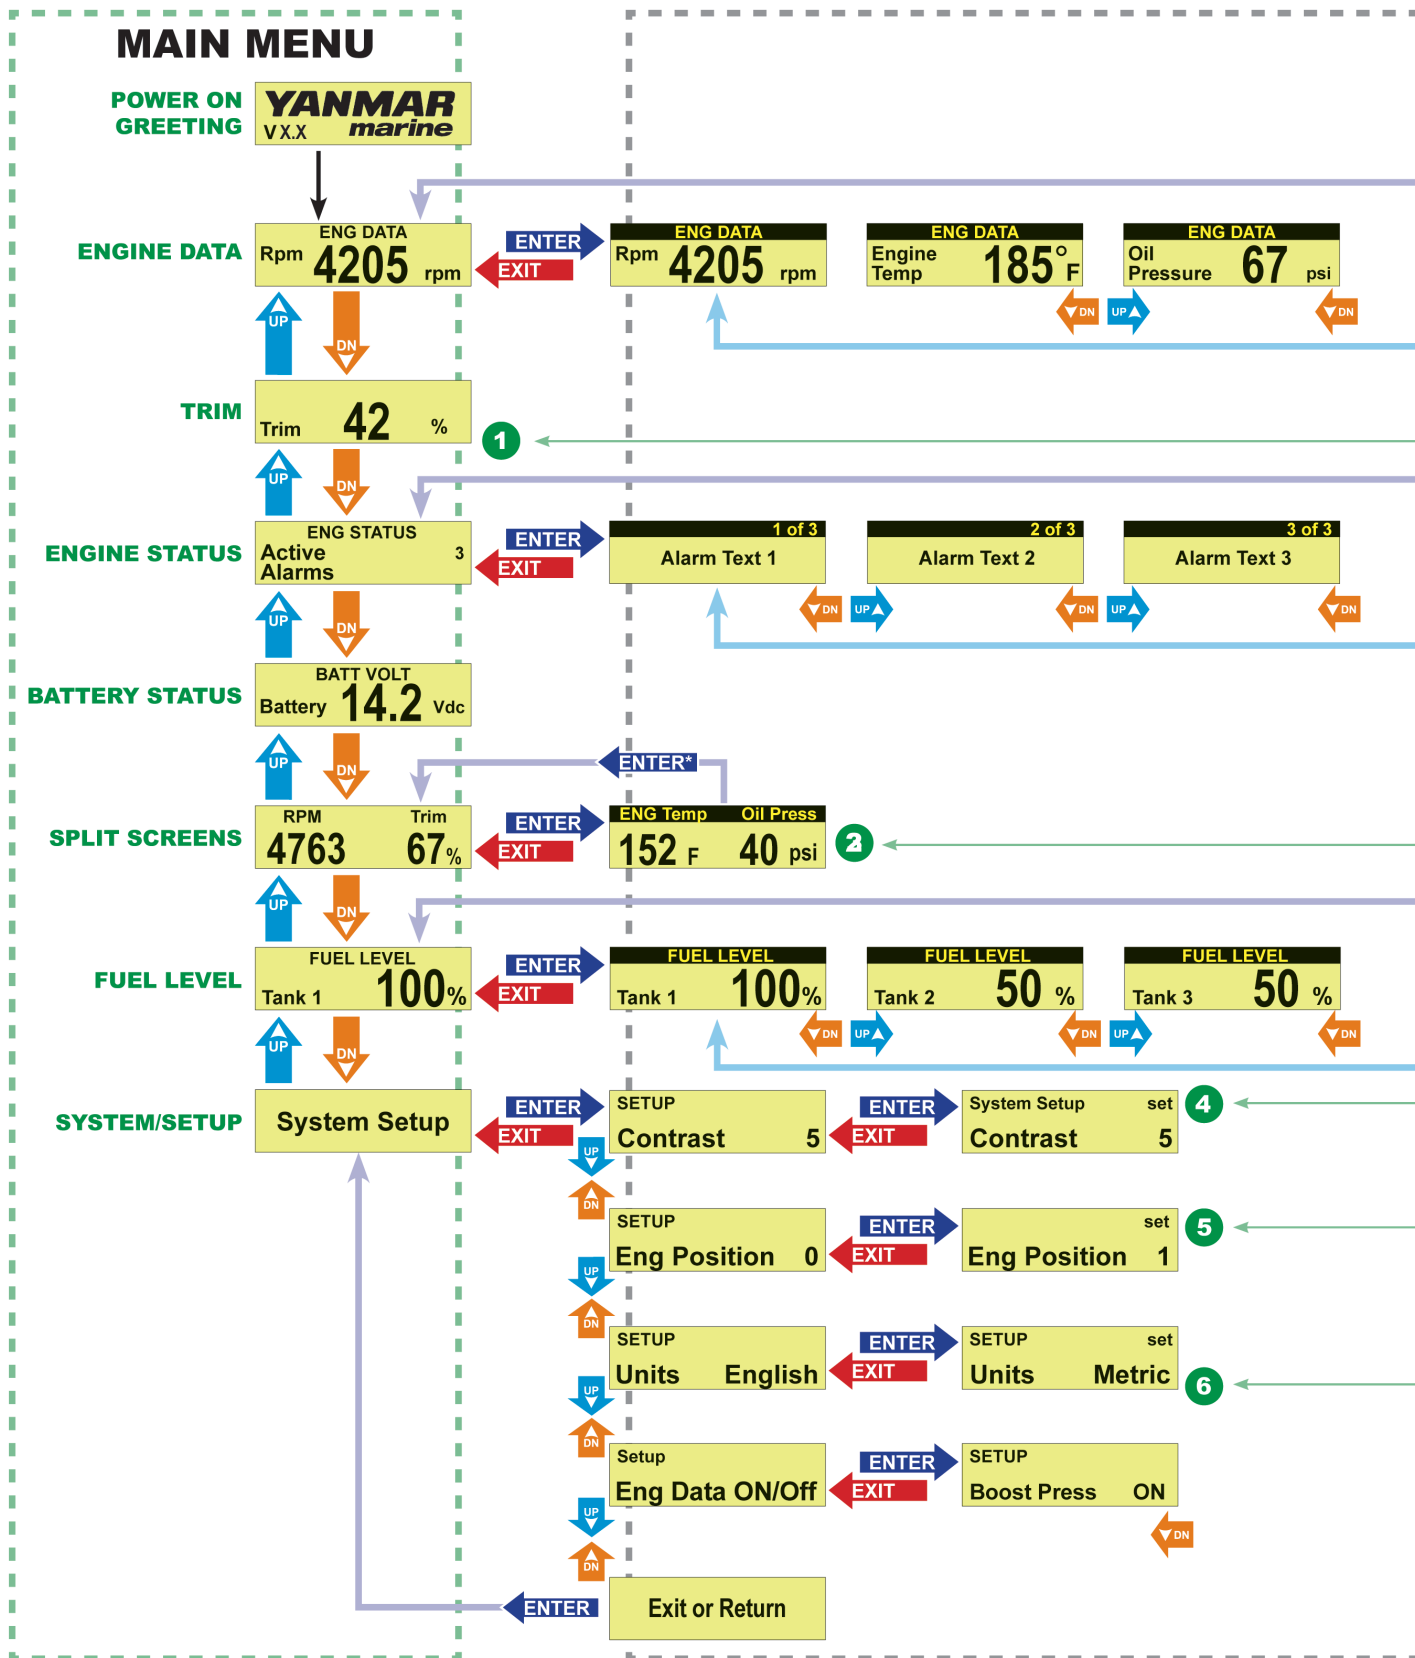 MAIN MENU
POWER ON
GREETING
YANMAR
V X.X marine
ENGINE DATA
ENG DATA
Rpm 4205 rpm
ENTER
EXIT
ENG DATA
Rpm 4205 rpm
ENG DATA
Engine
Temp 185° F
ENG DATA
Oil
Pressure 67 psi
UP
DN
DN
UP
DN
TRIM
Trim 42 %
1
UP
DN
ENGINE STATUS
ENG STATUS
Active 3
Alarms
ENTER
EXIT
1 of 3
Alarm Text 1
2 of 3
Alarm Text 2
3 of 3
Alarm Text 3
UP
DN
DN
UP
DN
UP
DN
BATTERY STATUS
BATT VOLT
Battery 14.2 Vdc
UP
DN
ENTER*
SPLIT SCREENS
RPM Trim
4763 67%
ENTER
EXIT
ENG Temp Oil Press
152 F 40 psi
UP
DN
FUEL LEVEL
FUEL LEVEL
Tank 1 100%
ENTER
EXIT
FUEL LEVEL
Tank 1 100%
FUEL LEVEL
Tank 2 50 %
FUEL LEVEL
Tank 3 50 %
UP
DN
DN
UP
DN
UP
DN
SYSTEM/SETUP
System Setup
ENTER
EXIT
SETUP
Contrast 5
ENTER
EXIT
System Setup set
Contrast 5
4
UP
DN
SETUP
Eng Position 0
ENTER
EXIT
set
Eng Position 1
5
UP
DN
SETUP
Units English
ENTER
EXIT
SETUP set
Units Metric
6
UP
DN
Setup
Eng Data ON/Off
ENTER
EXIT
SETUP
Boost Press ON
DN
UP
DN
ENTER
Exit or Return